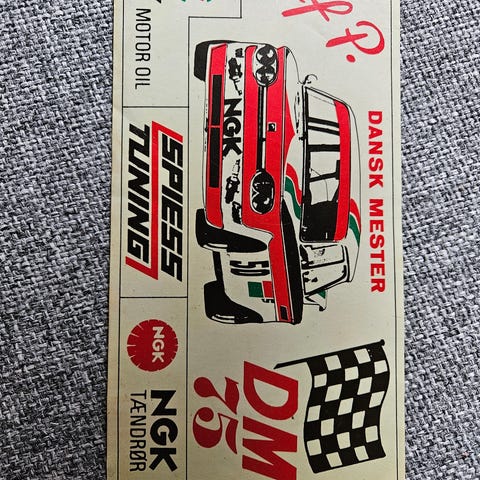 P.
DANSK MESTER
NGK
DM
75
MOTOR OIL
SPIESS
TUNING
NGK
NGK
TÆNDRØR